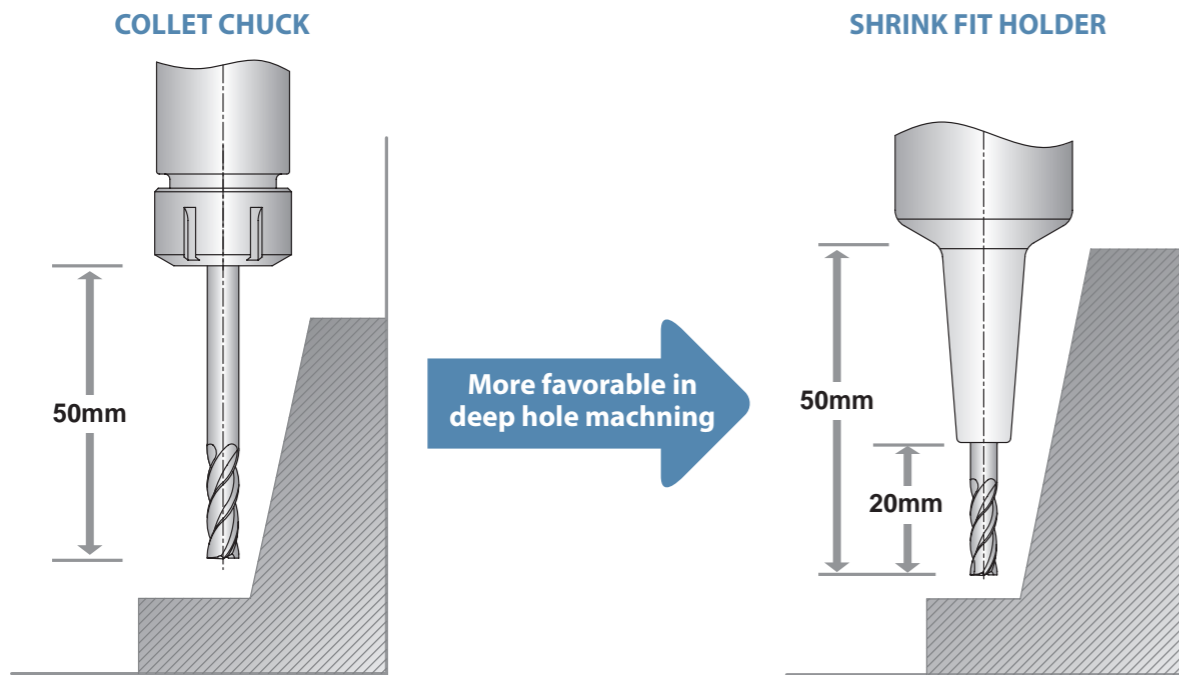 COLLET CHUCK
SHRINK FIT HOLDER
50mm
More favorable in
deep hole machning
50mm
20mm